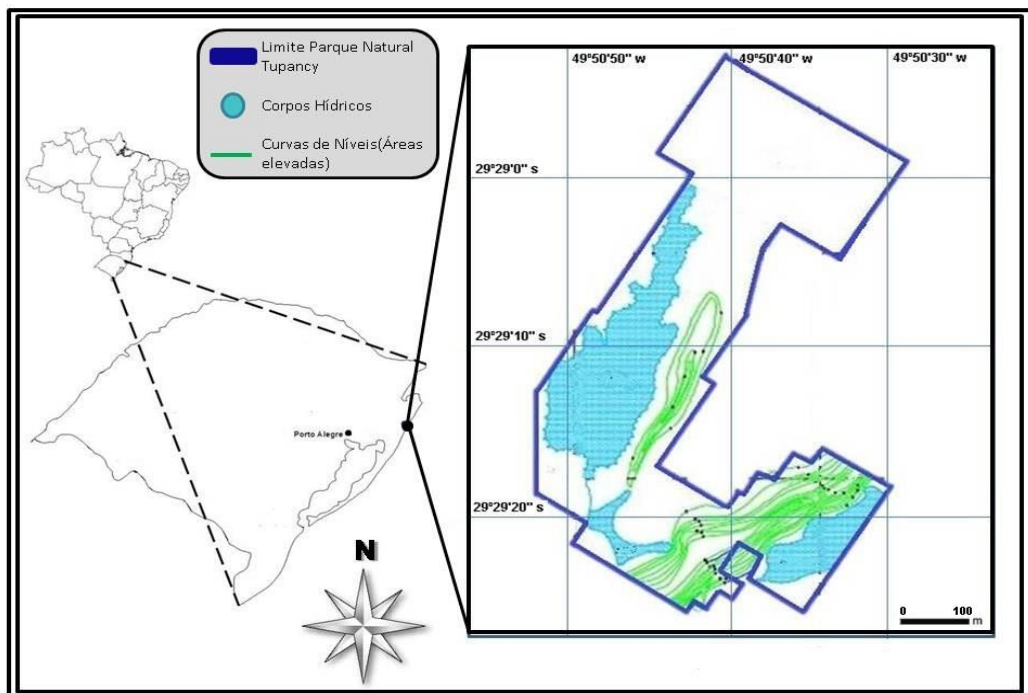 Limite Parque Natural
Tupancy
Corpos Hídricos
Curvas de Níveis(Áreas
elevadas)
49°50'50'' w
49°50'40'' w
49°50'30'' w
29°29'0'' s
29°29'10'' s
29°29'20'' s
Porto Alegre
N
0 100
m